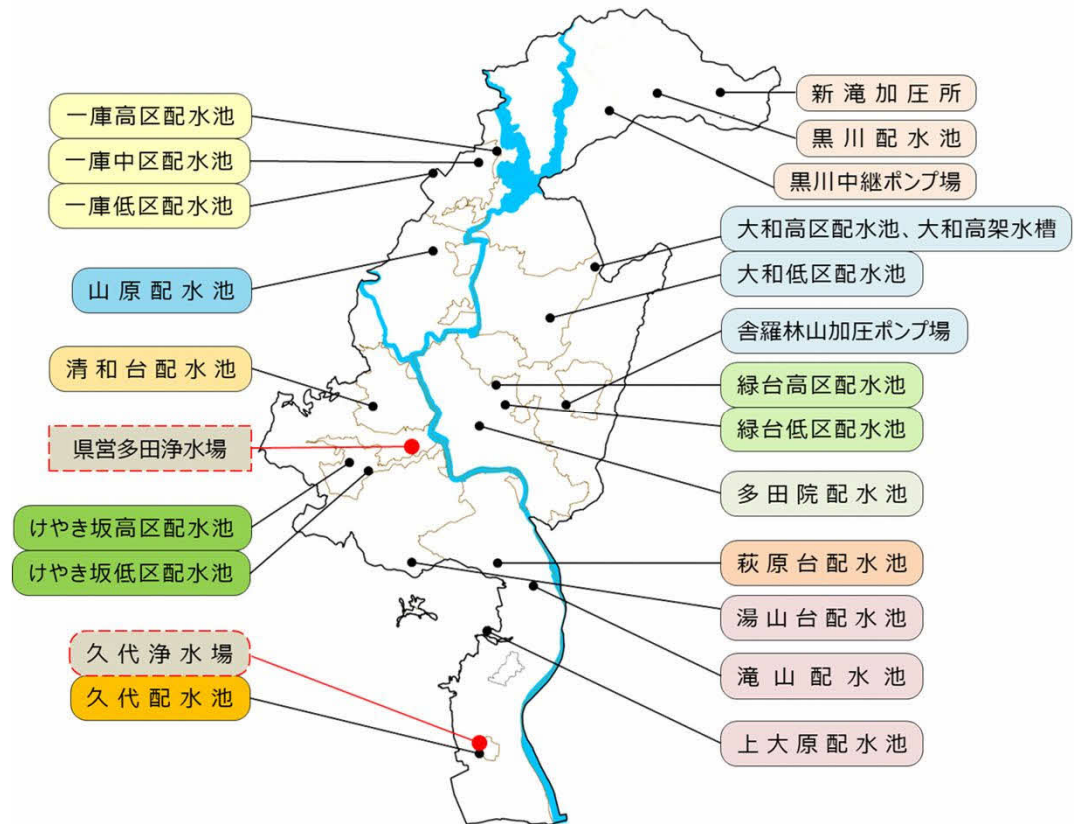 一庫高区配水池
一庫中区配水池
一庫低区配水池
山原配水池
清和台配水池
県営多田浄水場
けやき坂高区配水池
けやき坂低区配水池
久代浄水場
久代配水池
新滝加圧所
黒川配水池
黒川中継ポンプ場
大和高区配水池、大和高架水槽
大和低区配水池
舎羅林山加圧ポンプ場
緑台高区配水池
緑台低区配水池
多田院配水池
萩原台配水池
湯山台配水池
滝山配水池
上大原配水池